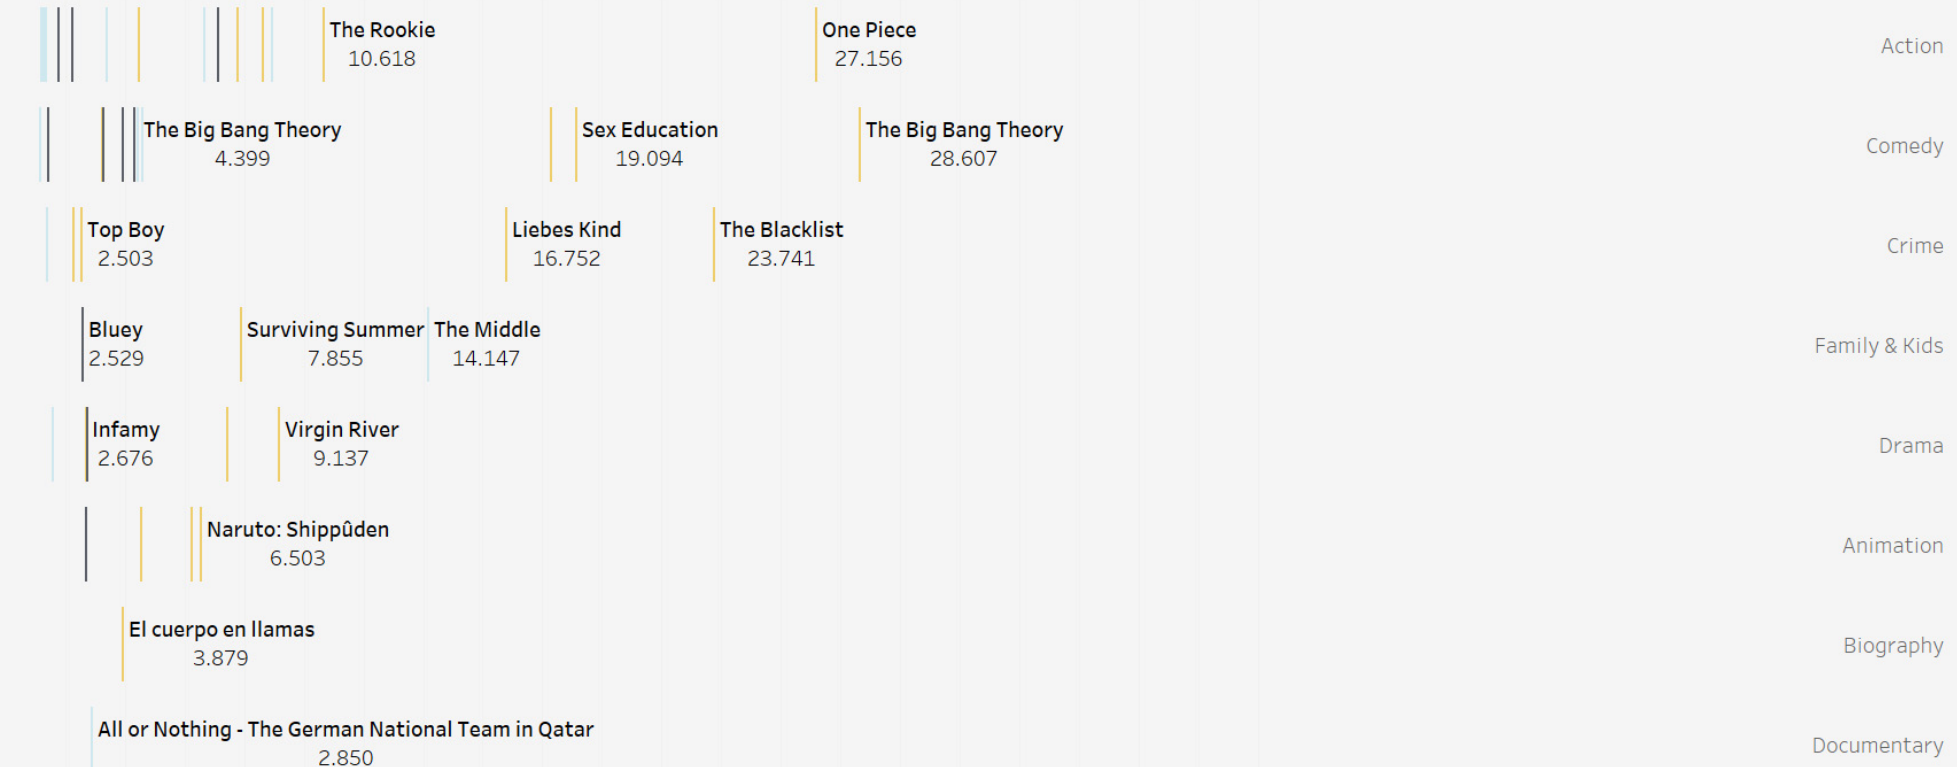 The Rookie
10.618
One Piece
27.156
Action
The Big Bang Theory
4.399
Sex Education
19.094
The Big Bang Theory
28.607
Comedy
Top Boy
2.503
Liebes Kind
16.752
The Blacklist
23.741
Crime
Bluey
2.529
Surviving Summer
7.855
The Middle
14.147
Family & Kids
Infamy
2.676
Virgin River
9.137
Drama
Naruto: Shippûden
6.503
Animation
El cuerpo en llamas
3.879
Biography
All or Nothing - The German National Team in Qatar
2.850
Documentary